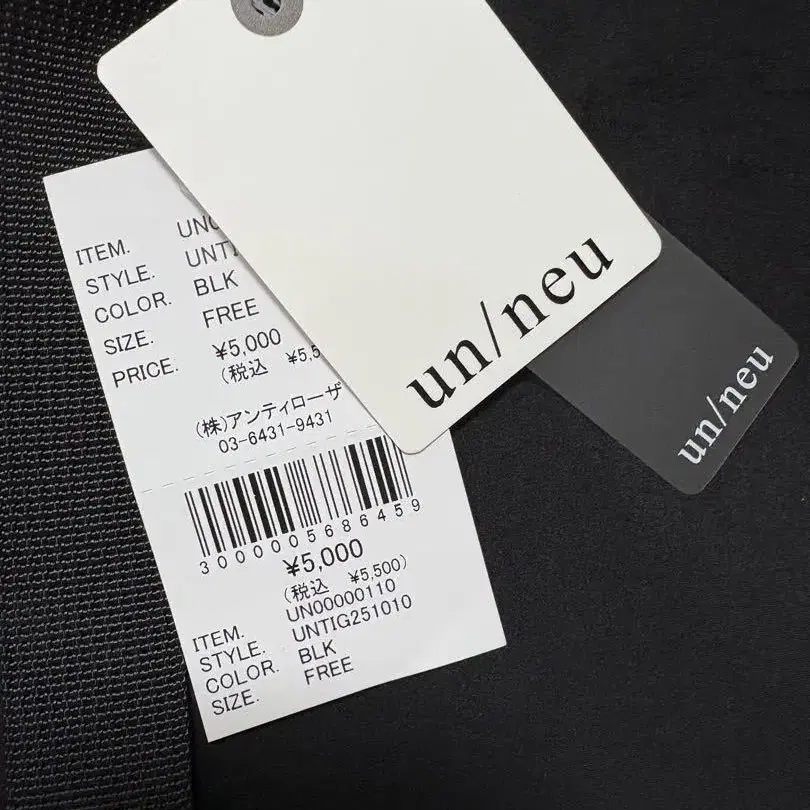 un/neu
un/neu
ITEM.
STYLE.
COLOR. BLK
SIZE. FREE
PRICE. ¥5,000
(税込
(株)アンティローザ
03-6431-9431
3000005686459
¥5,000
(税込 ¥5,500)
ITEM. UN00000110
STYLE. UNTIG251010
COLOR. BLK
SIZE. FREE